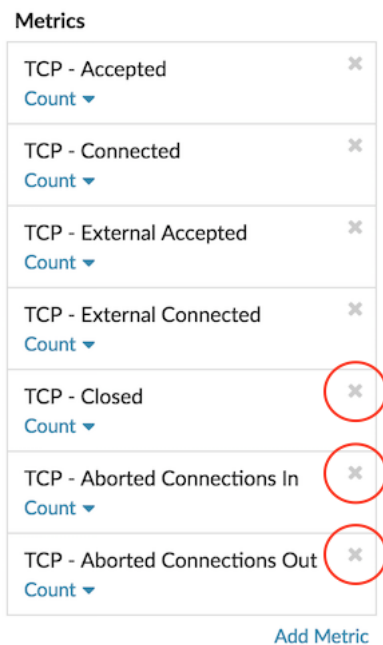 Metrics
TCP - Accepted
Count
TCP - Connected
Count
TCP - External Accepted
Count
TCP - External Connected
Count
TCP - Closed
Count
TCP - Aborted Connections In
Count
TCP - Aborted Connections Out
Count
Add Metric